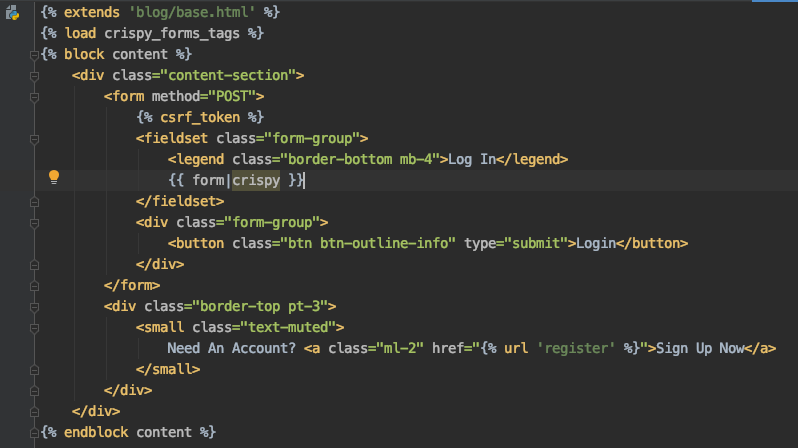 {% extends 'blog/base.html' %}
{% load crispy_forms_tags %}
{% block content %}
    <div class="content-section">
        <form method="POST">
            {% csrf_token %}
            <fieldset class="form-group">
                <legend class="border-bottom mb-4">Log In</legend>
                {{ form|crispy }}
            </fieldset>
            <div class="form-group">
                <button class="btn btn-outline-info" type="submit">Login</button>
            </div>
        </form>
        <div class="border-top pt-3">
            <small class="text-muted">
                Need An Account? <a class="ml-2" href="{% url 'register' %}">Sign Up Now</a>
            </small>
        </div>
    </div>
{% endblock content %}